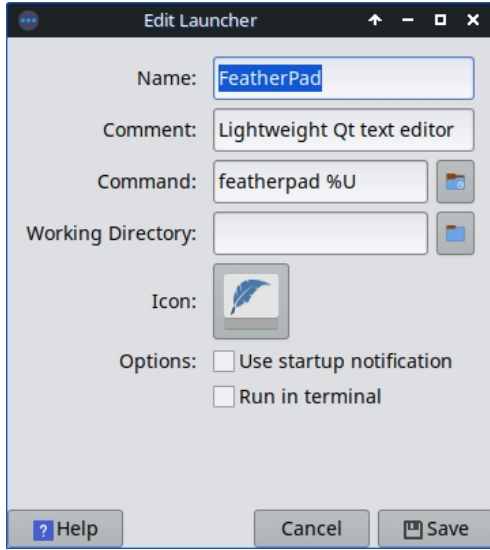 Edit Launcher
Name: FeatherPad
Comment: Lightweight Qt text editor
Command: featherpad %U
Working Directory:
Icon:
Options: Use startup notification
Run in terminal
? Help Cancel Save